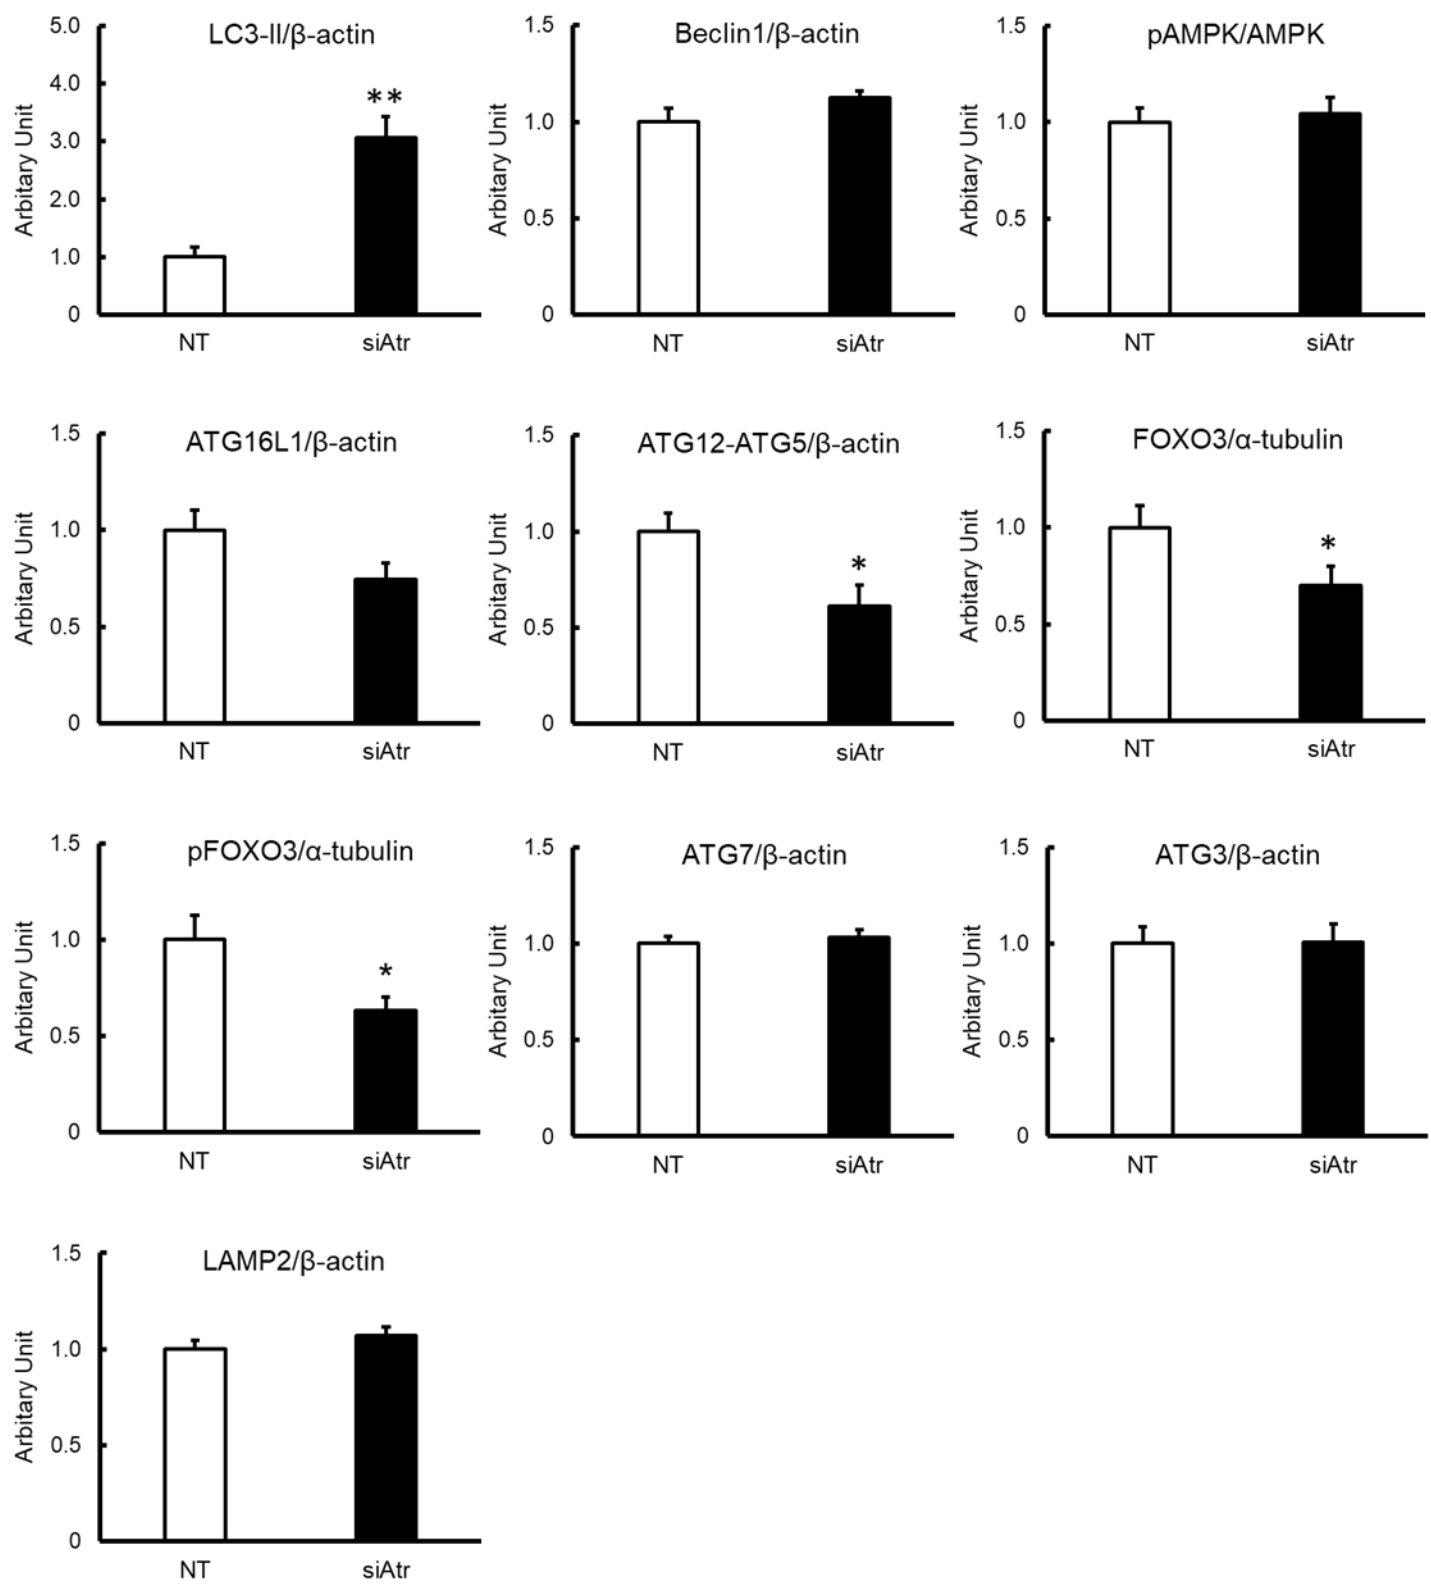 LC3-II/β-actin
Arbitary Unit
5.0
4.0
3.0
2.0
1.0
0
**
NT siAtr
Beclin1/β-actin
Arbitary Unit
1.5
1.0
0.5
0
NT siAtr
pAMPK/AMPK
Arbitary Unit
1.5
1.0
0.5
0
NT siAtr
ATG16L1/β-actin
Arbitary Unit
1.5
1.0
0.5
0
NT siAtr
ATG12-ATG5/β-actin
Arbitary Unit
1.5
1.0
0.5
0
*
NT siAtr
FOXO3/α-tubulin
Arbitary Unit
1.5
1.0
0.5
0
*
NT siAtr
pFOXO3/α-tubulin
Arbitary Unit
1.5
1.0
0.5
0
*
NT siAtr
ATG7/β-actin
Arbitary Unit
1.5
1.0
0.5
0
NT siAtr
ATG3/β-actin
Arbitary Unit
1.5
1.0
0.5
0
NT siAtr
LAMP2/β-actin
Arbitary Unit
1.5
1.0
0.5
0
NT siAtr